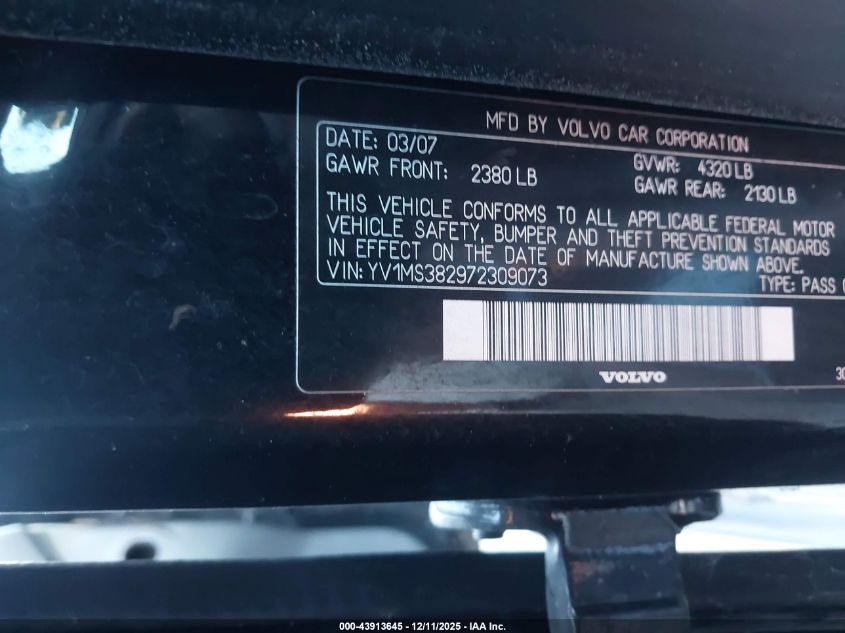 MFD BY VOLVO CAR CORPORATION
DATE: 03/07
GVWR: 4320 LB
GAWR FRONT: 2380 LB
GAWR REAR: 2130 LB
THIS VEHICLE CONFORMS TO ALL APPLICABLE FEDERAL MOTOR
VEHICLE SAFETY, BUMPER AND THEFT PREVENTION STANDARDS
IN EFFECT ON THE DATE OF MANUFACTURE SHOWN ABOVE.
VIN: YV1MS382972309073
TYPE: PASS
VOLVO
30
000-43913645 - 12/11/2025 - IAA Inc.